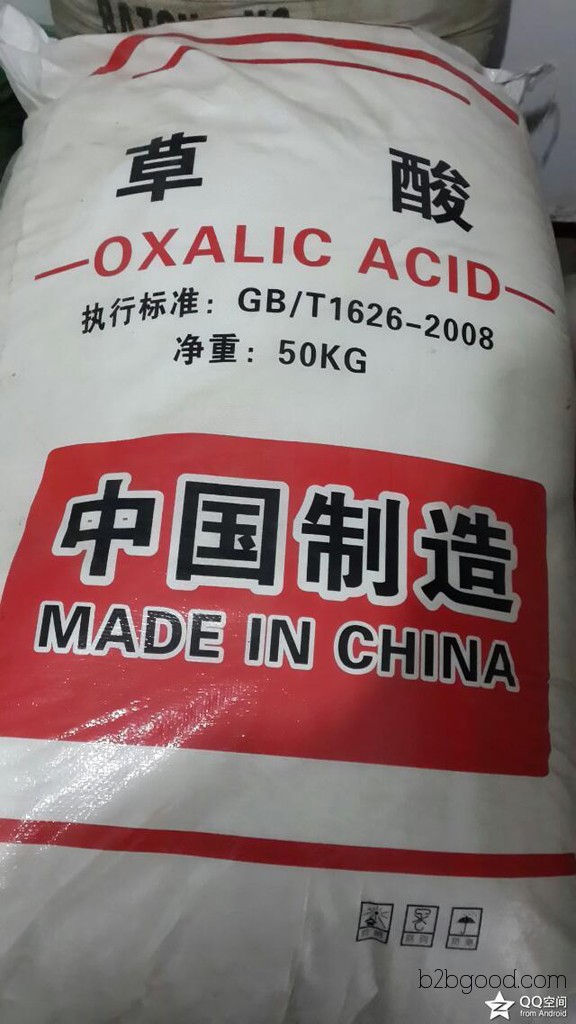 草 酸
—OXALIC ACID—
执行标准：GB/T1626-2008
净重：50KG
中国制造
MADE IN CHINA
b2bgood.com
QQ空间
from Android